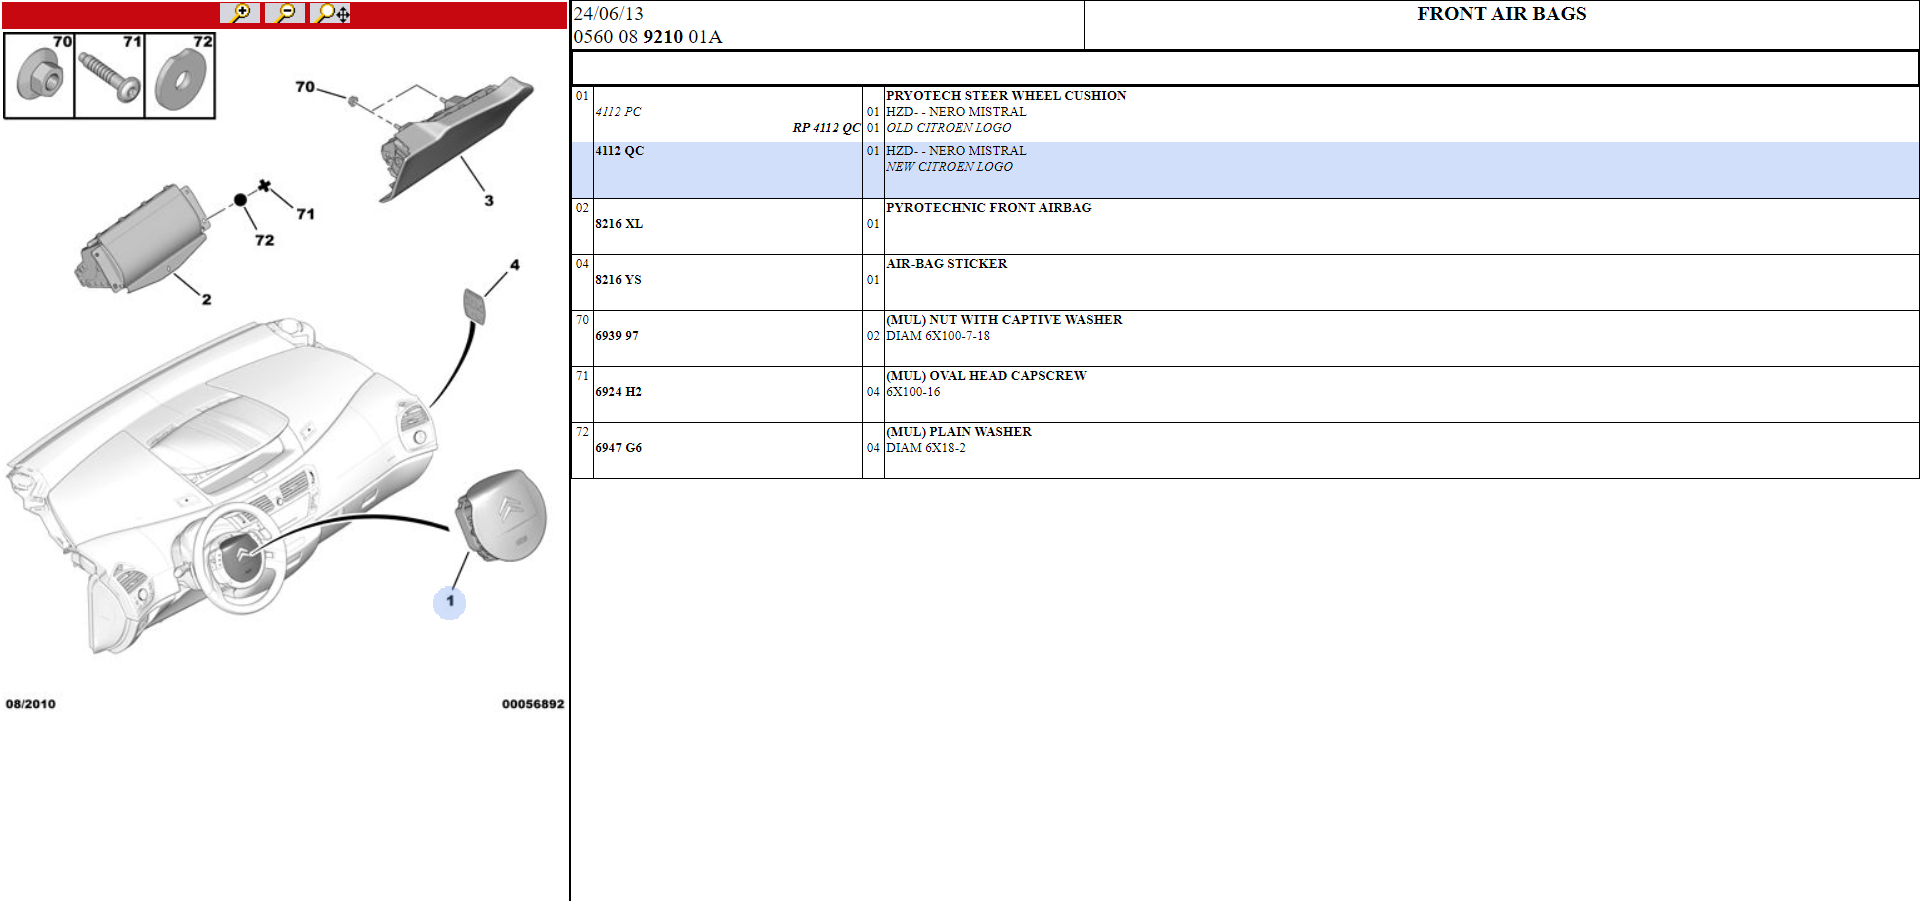 70
71
72
70
3
71
72
2
4
1
08/2010
00056892
24/06/13
0560 08 9210 01A
FRONT AIR BAGS
01
PRYOTECH STEER WHEEL CUSHION
4112 PC 01 HZD- - NERO MISTRAL
RP 4112 QC 01 OLD CITROEN LOGO
4112 QC 01 HZD- - NERO MISTRAL
NEW CITROEN LOGO
02 PYROTECHNIC FRONT AIRBAG
8216 XL 01
04 AIR-BAG STICKER
8216 YS 01
70 (MUL) NUT WITH CAPTIVE WASHER
6939 97 02 DIAM 6X100-7-18
71 (MUL) OVAL HEAD CAPSCREW
6924 H2 04 6X100-16
72 (MUL) PLAIN WASHER
6947 G6 04 DIAM 6X18-2